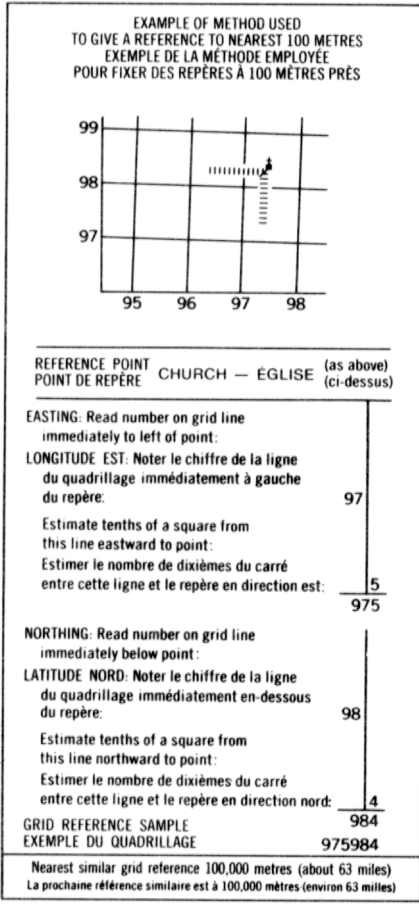 EXAMPLE OF METHOD USED
TO GIVE A REFERENCE TO NEAREST 100 METRES
EXEMPLE DE LA MÉTHODE EMPLOYÉE
POUR FIXER DES REPÈRES À 100 MÈTRES PRÈS
99
98
97
95 96 97 98
REFERENCE POINT
POINT DE REPÈRE
CHURCH — ÉGLISE
(as above)
(ci-dessus)
EASTING: Read number on grid line
immediately to left of point:
LONGITUDE EST: Noter le chiffre de la ligne
du quadrillage immédiatement à gauche
du repère: 97
Estimate tenths of a square from
this line eastward to point:
Estimer le nombre de dixièmes du carré
entre cette ligne et le repère en direction est: 5
975
NORTHING: Read number on grid line
immediately below point:
LATITUDE NORD: Noter le chiffre de la ligne
du quadrillage immédiatement en-dessous
du repère: 98
Estimate tenths of a square from
this line northward to point:
Estimer le nombre de dixièmes du carré
entre cette ligne et le repère en direction nord: 4
GRID REFERENCE SAMPLE 984
EXEMPLE DU QUADRILLAGE 975984
Nearest similar grid reference 100,000 metres (about 63 miles)
La prochaine référence similaire est à 100,000 mètres (environ 63 milles)